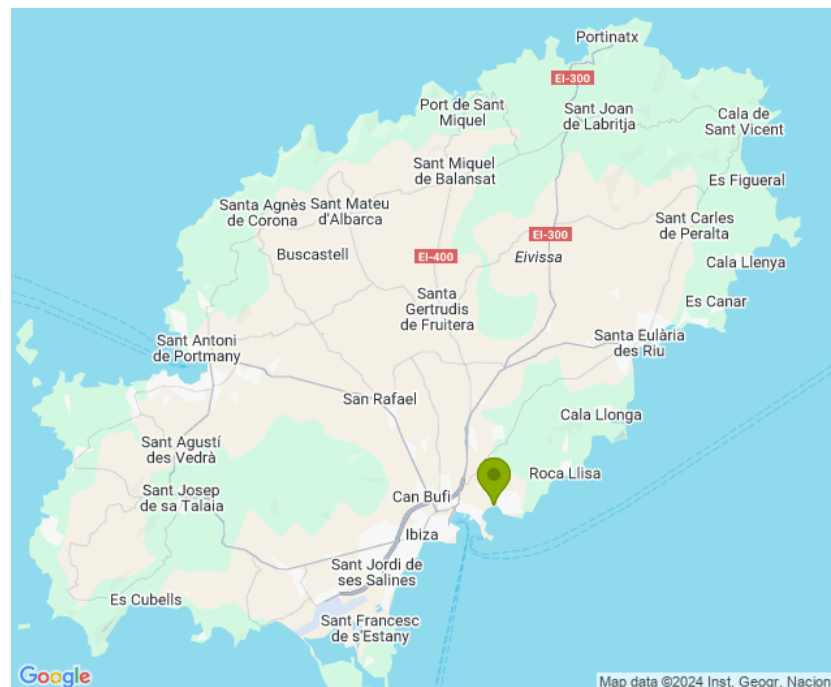 Portinatx
EI-300
Port de Sant
Miquel
Sant Joan
de Labritja
Cala de
Sant Vicent
Sant Miquel
de Balansat
Es Figueral
Santa Agnès
de Corona
Sant Mateu
d'Albarca
Sant Carles
de Peralta
EI-300
Buscastell
EI-400
Eivissa
Cala Llenya
Santa
Gertrudis
de Fruitera
Es Canar
Sant Antoni
de Portmany
Santa Eulària
des Riu
San Rafael
Cala Llonga
Sant Agustí
des Vedrà
Roca Llisa
Sant Josep
de sa Talaia
Can Bufí
Ibiza
Sant Jordi de
ses Salines
Es Cubells
Sant Francesc
de s'Estany
Google
Map data ©2024 Inst. Geogr. Nacion